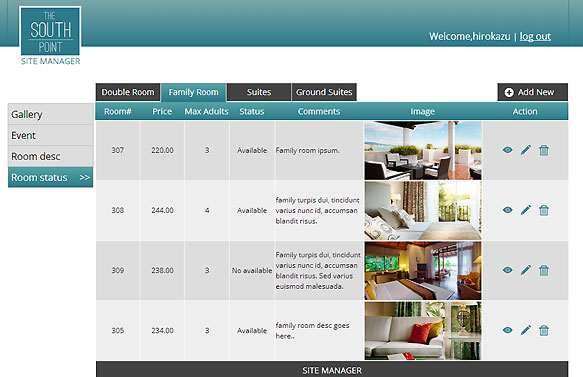 THE
SOUTH
POINT
SITE MANAGER
Welcome,hirokazu | log out
Double Room
Family Room
Suites
Ground Suites
Add New
Gallery
Event
Room desc
Room status >>
Room# Price Max Adults Status Comments Image Action
307 220.00 3 Available Family room ipsum.
308 244.00 4 Available family turpis dui, tincidunt
varius nunc id, accumsan
blandit risus.
309 238.00 3 No available Family turpis dui, tincidunt
varius nunc id, accumsan
blandit risus. Sed varius
euismod malesuada.
305 234.00 3 Available family room desc goes
here..
SITE MANAGER